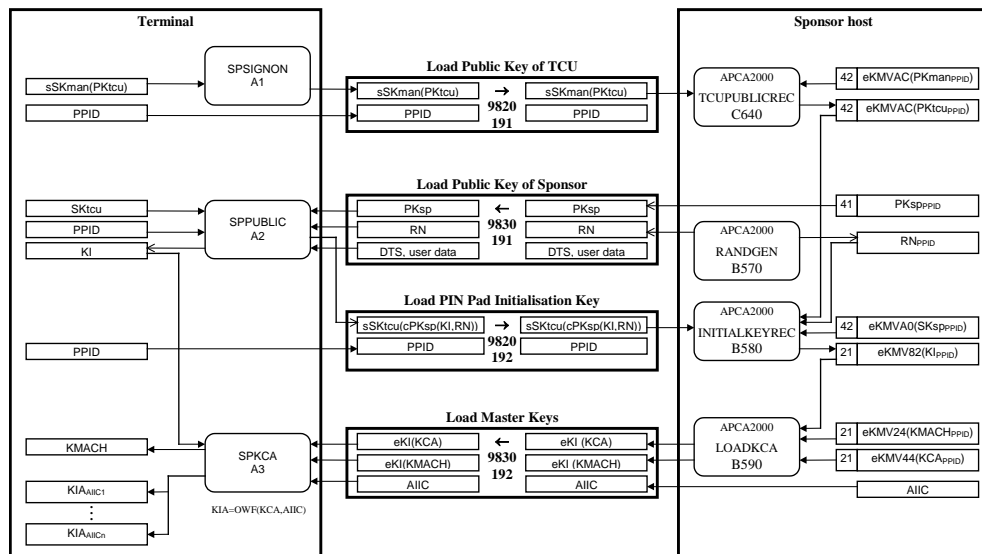 Terminal
Sponsor host
SPSIGNON
A1
sSKman(PKtcu)
PPID
Load Public Key of TCU
sSKman(PKtcu) → sSKman(PKtcu)
9820
PPID PPID
191
APCA2000
TCUPUBLICREC
C640
42 eKMVAC(PKmanPPID)
42 eKMVAC(PKtcuPPID)
Load Public Key of Sponsor
SKtcu
PPID
KI
SPPUBLIC
A2
PKsp ← PKsp
9830
RN RN
191
DTS, user data DTS, user data
41 PKspPPID
APCA2000
RANDGEN
B570
RNPPID
Load PIN Pad Initialisation Key
PPID
sSKtcu(cPKsp(KI,RN)) → sSKtcu(cPKsp(KI,RN))
9820
PPID PPID
192
APCA2000
INITIALKEYREC
B580
42 eKMVA0(SKspPPID)
21 eKMV82(KIPPID)
Load Master Keys
KMACH
KIAAIIC1
⋮
KIAAIICn
SPKCA
A3
KIA=OWF(KCA,AIIC)
eKI(KCA) ← eKI (KCA)
9830
eKI(KMACH) eKI (KMACH)
192
AIIC AIIC
APCA2000
LOADKCA
B590
21 eKMV24(KMACHPPID)
21 eKMV44(KCAPPID)
AIIC